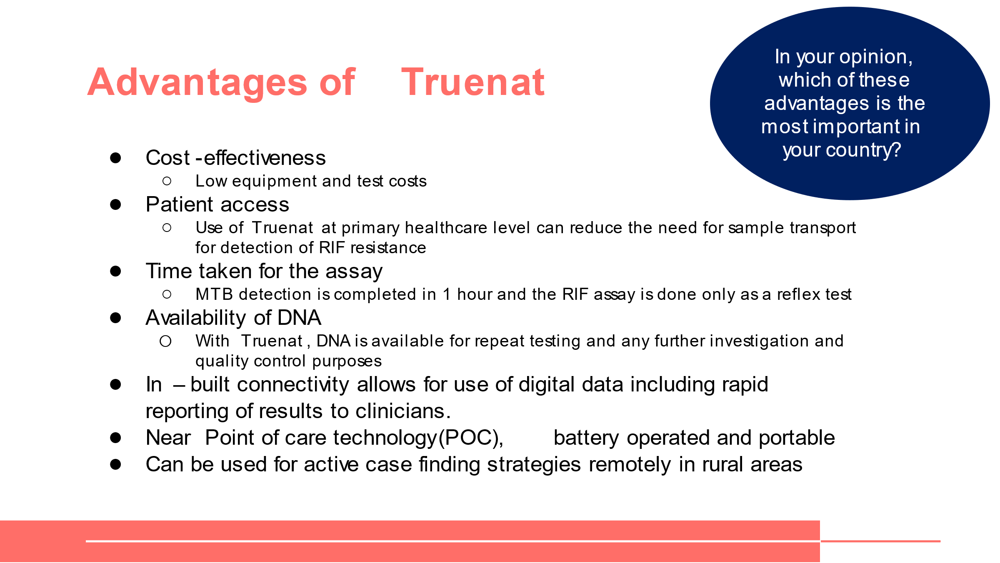 Advantages of Truenat
In your opinion,
which of these
advantages is the
most important in
your country?
● Cost -effectiveness
○ Low equipment and test costs
● Patient access
○ Use of Truenat at primary healthcare level can reduce the need for sample transport
for detection of RIF resistance
● Time taken for the assay
○ MTB detection is completed in 1 hour and the RIF assay is done only as a reflex test
● Availability of DNA
○ With Truenat , DNA is available for repeat testing and any further investigation and
quality control purposes
● In – built connectivity allows for use of digital data including rapid
reporting of results to clinicians.
● Near Point of care technology(POC), battery operated and portable
● Can be used for active case finding strategies remotely in rural areas